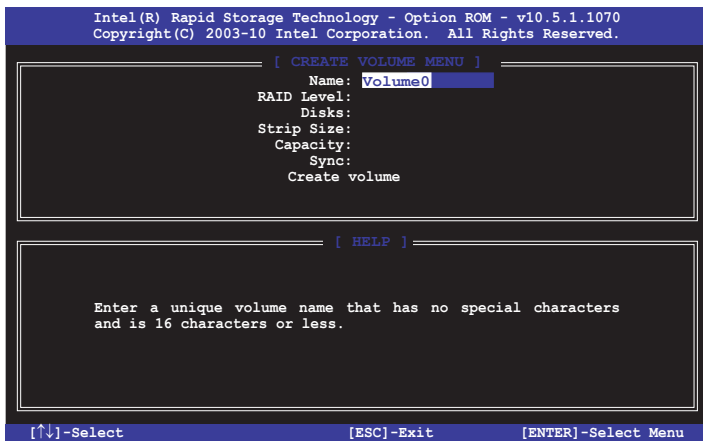 Intel(R) Rapid Storage Technology - Option ROM - v10.5.1.1070
Copyright(C) 2003-10 Intel Corporation. All Rights Reserved.
[ CREATE VOLUME MENU ]
Name: Volume0
RAID Level:
Disks:
Strip Size:
Capacity:
Sync:
Create volume
[ HELP ]
Enter a unique volume name that has no special characters
and is 16 characters or less.
[↑↓]-Select [ESC]-Exit [ENTER]-Select Menu